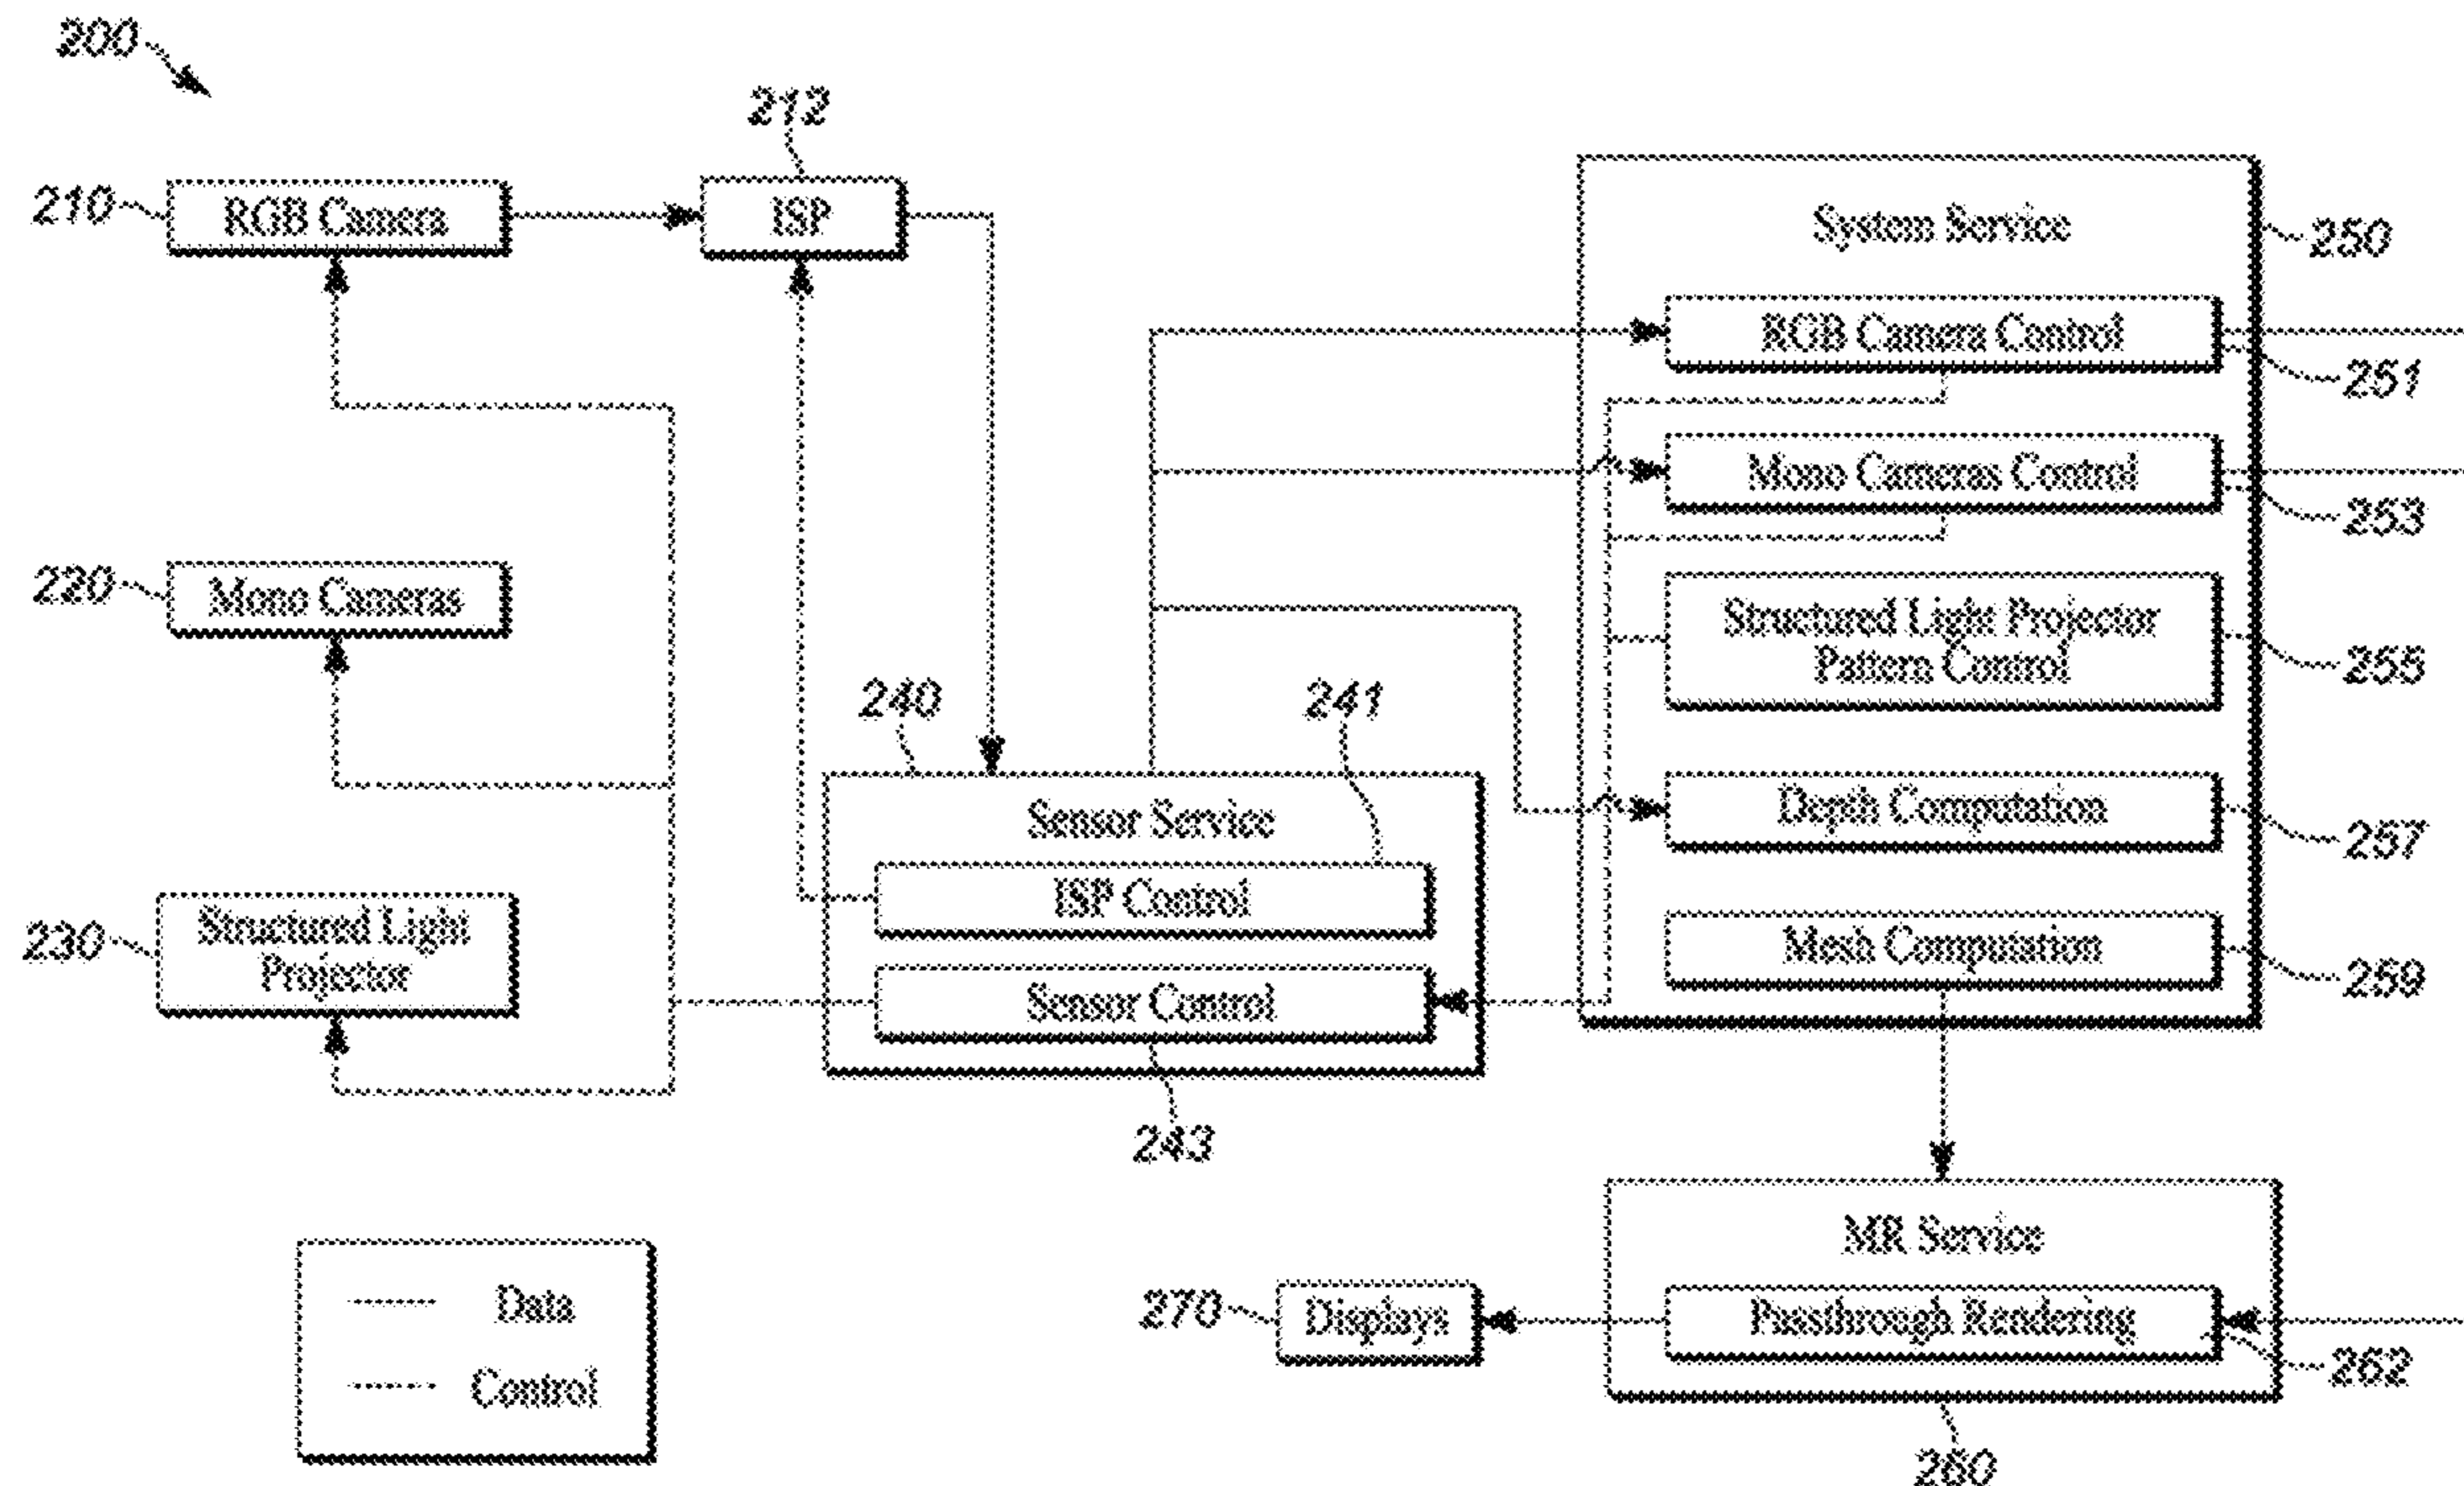 200
212
210
RGB Camera
ISP
System Service
250
RGB Camera Control
251
Mono Cameras Control
253
220
Mono Cameras
Structured Light Projector
Pattern Control
255
240
241
Sensor Service
Depth Computation
257
ISP Control
230
Structured Light
Projector
Mesh Computation
259
Sensor Control
243
MR Service
Data
270
Displays
Passthrough Rendering
262
Control
260